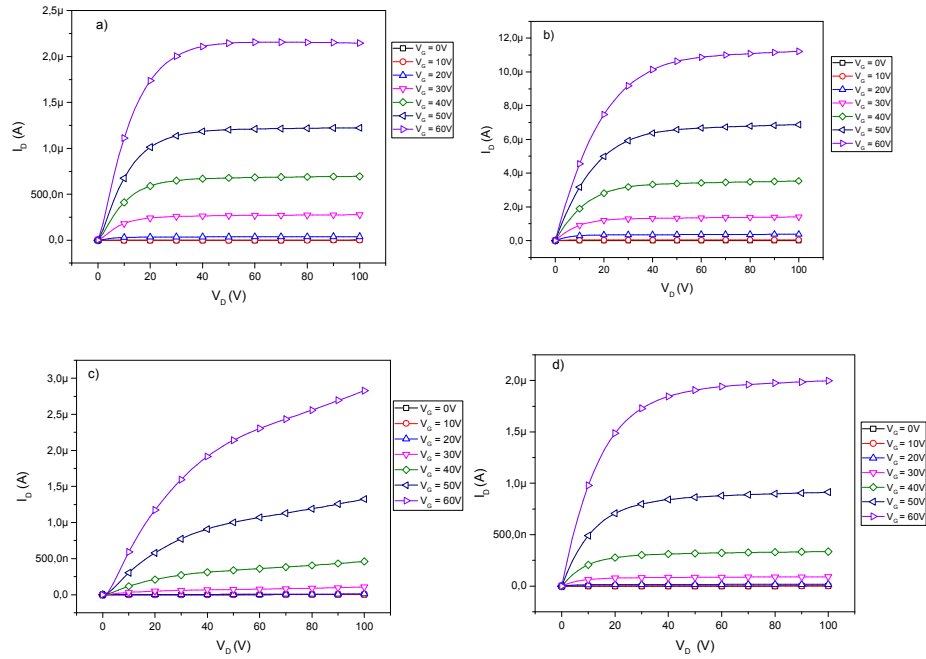 a)
I_D (A)
2,5µ
2,0µ
1,5µ
1,0µ
500,0n
0,0
0 20 40 60 80 100
V_D (V)
V_G = 0V
V_G = 10V
V_G = 20V
V_G = 30V
V_G = 40V
V_G = 50V
V_G = 60V
b)
I_D (A)
12,0µ
10,0µ
8,0µ
6,0µ
4,0µ
2,0µ
0,0
0 20 40 60 80 100
V_D (V)
V_G = 0V
V_G = 10V
V_G = 20V
V_G = 30V
V_G = 40V
V_G = 50V
V_G = 60V
c)
I_D (A)
3,0µ
2,5µ
2,0µ
1,5µ
1,0µ
500,0n
0,0
0 20 40 60 80 100
V_D (V)
V_G = 0V
V_G = 10V
V_G = 20V
V_G = 30V
V_G = 40V
V_G = 50V
V_G = 60V
d)
I_D (A)
2,0µ
1,5µ
1,0µ
500,0n
0,0
0 20 40 60 80 100
V_D (V)
V_G = 0V
V_G = 10V
V_G = 20V
V_G = 30V
V_G = 40V
V_G = 50V
V_G = 60V